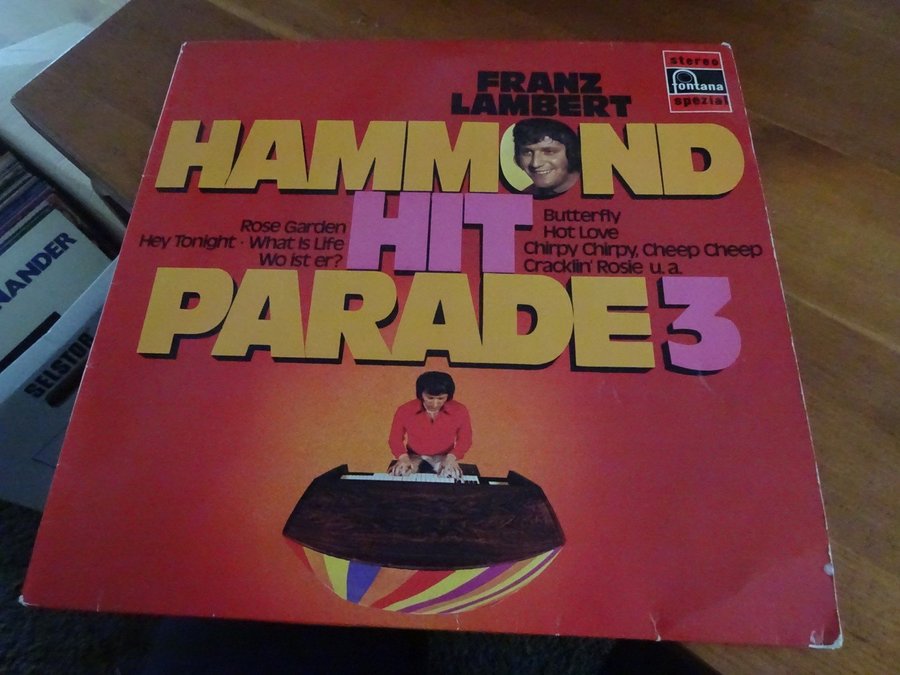 FRANZ
LAMBERT
stereo
fontana
spezial
HAMMOND
HIT
Rose Garden
Hey Tonight · What Is Life
Wo ist er?
Butterfly
Hot Love
Chirpy Chirpy, Cheep Cheep
Cracklin' Rosie u. a.
PARADE 3
NANDER
SELSTOR